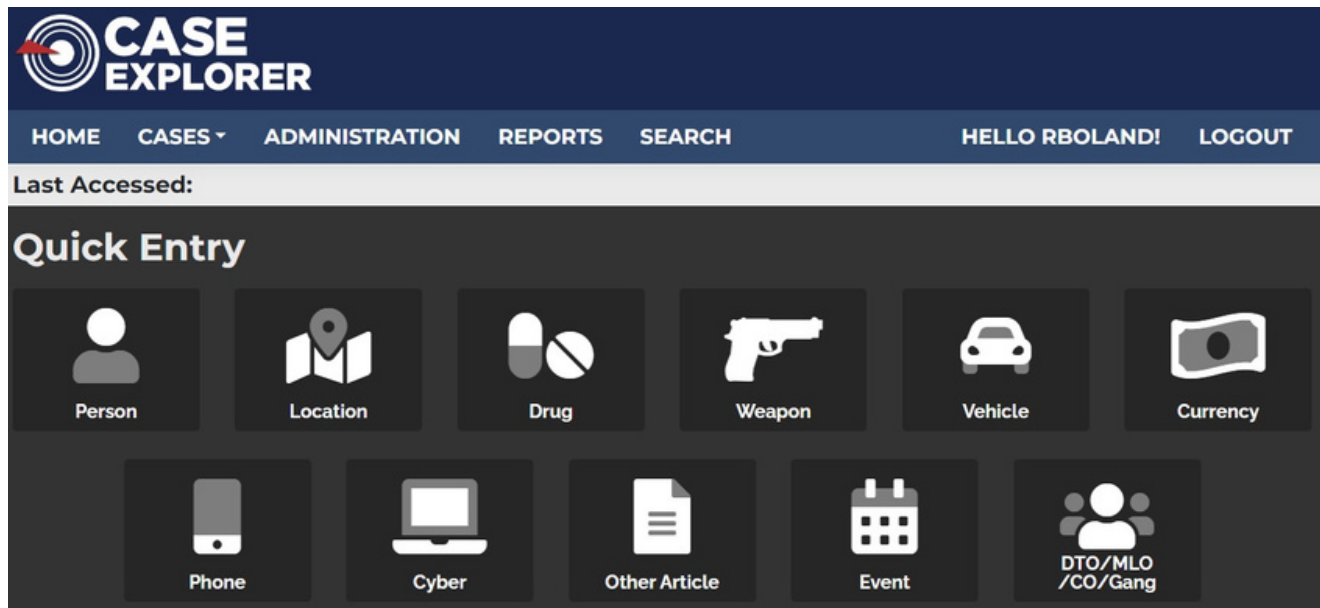 CASE
EXPLORER
HOME CASES ADMINISTRATION REPORTS SEARCH HELLO RBOLAND! LOGOUT
Last Accessed:
Quick Entry
Person Location Drug Weapon Vehicle Currency
Phone Cyber Other Article Event DTO/MLO
/CO/Gang